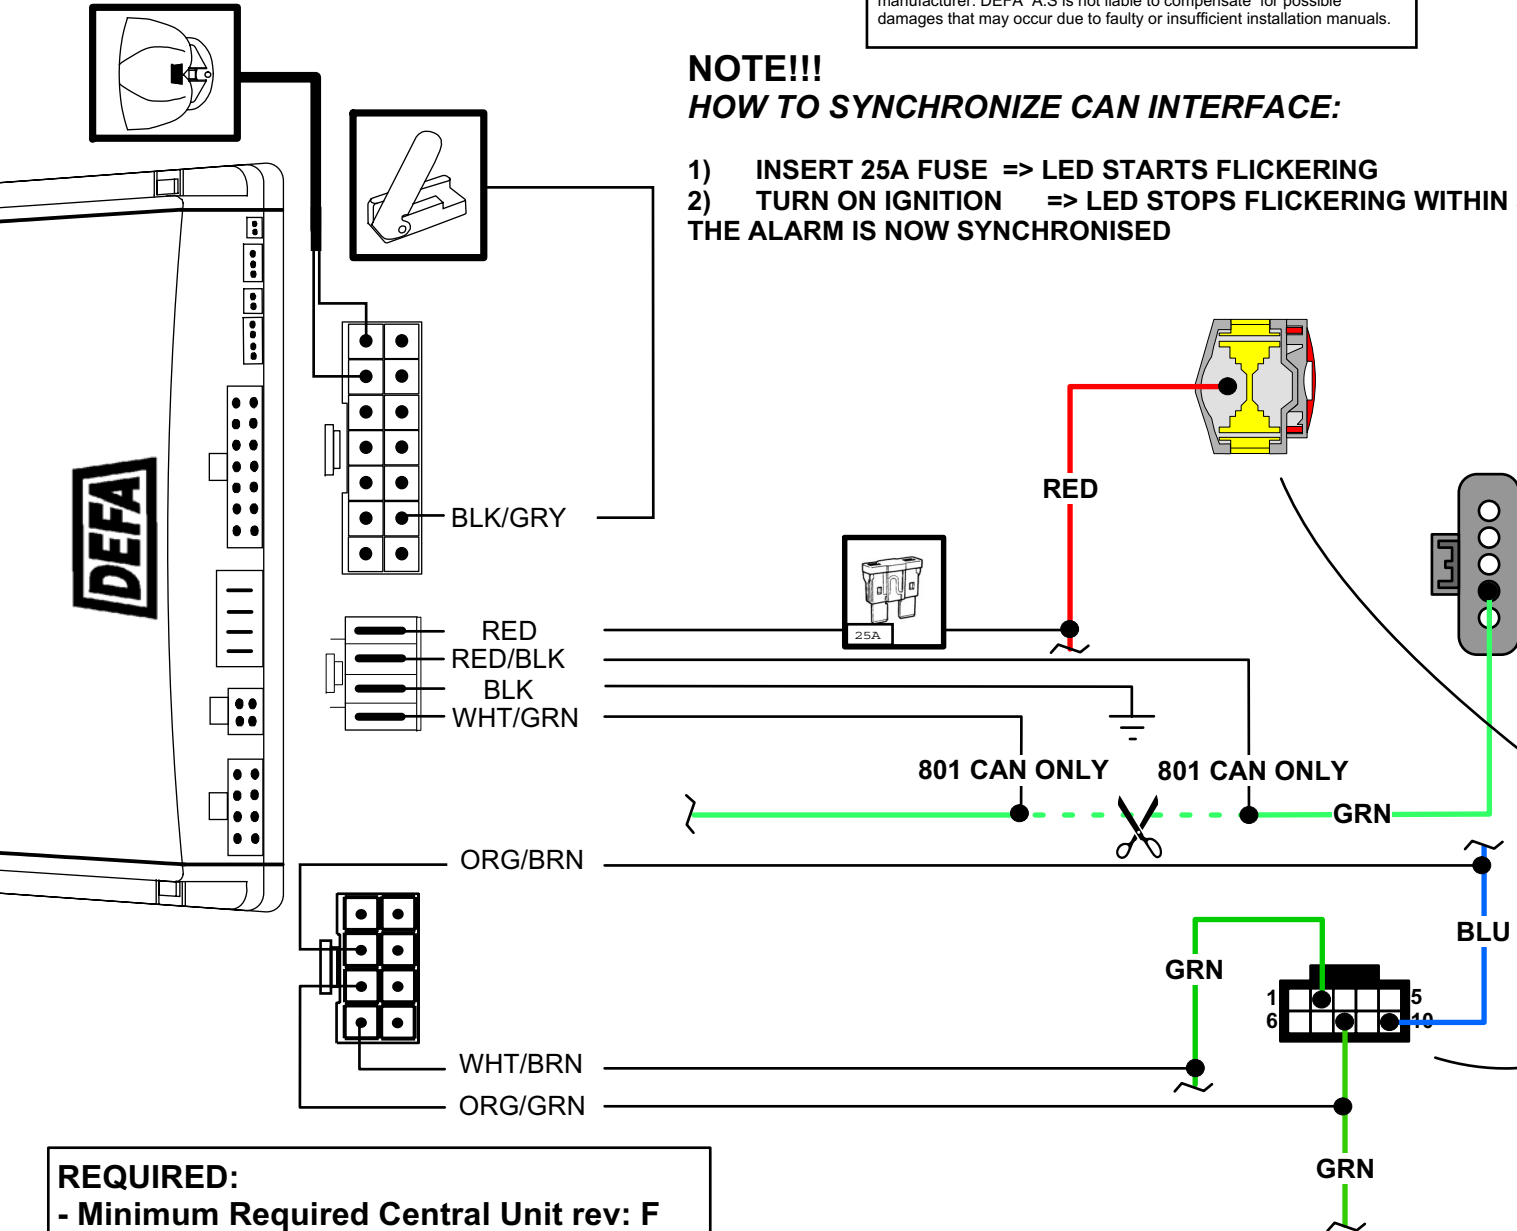 manufacturer. DEFA A.S is not liable to compensate for possible
damages that may occur due to faulty or insufficient installation manuals.
NOTE!!!
HOW TO SYNCHRONIZE CAN INTERFACE:
1) INSERT 25A FUSE => LED STARTS FLICKERING
2) TURN ON IGNITION => LED STOPS FLICKERING WITHIN
THE ALARM IS NOW SYNCHRONISED
2
RED
DEFA
BLK/GRY
25A
RED
RED/BLK
BLK
WHT/GRN
801 CAN ONLY 801 CAN ONLY
GRN
ORG/BRN
BLU
GRN
1 5
6 10
WHT/BRN
ORG/GRN
GRN
REQUIRED:
- Minimum Required Central Unit rev: F